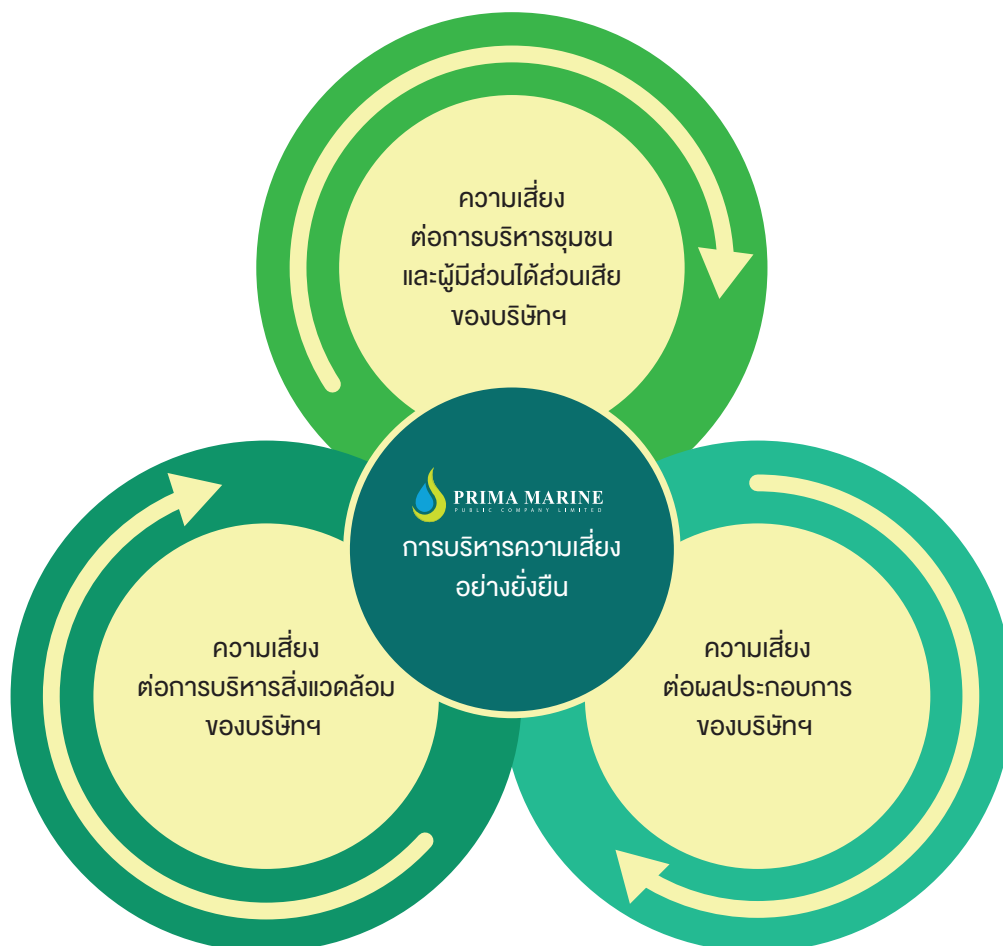 ความเสี่ยง
ต่อการบริหารชุมชน
และผู้มีส่วนได้ส่วนเสีย
ของบริษัทฯ
PRIMA MARINE
PUBLIC COMPANY LIMITED
การบริหารความเสี่ยง
อย่างยั่งยืน
ความเสี่ยง
ต่อการบริหารสิ่งแวดล้อม
ของบริษัทฯ
ความเสี่ยง
ต่อผลประกอบการ
ของบริษัทฯ